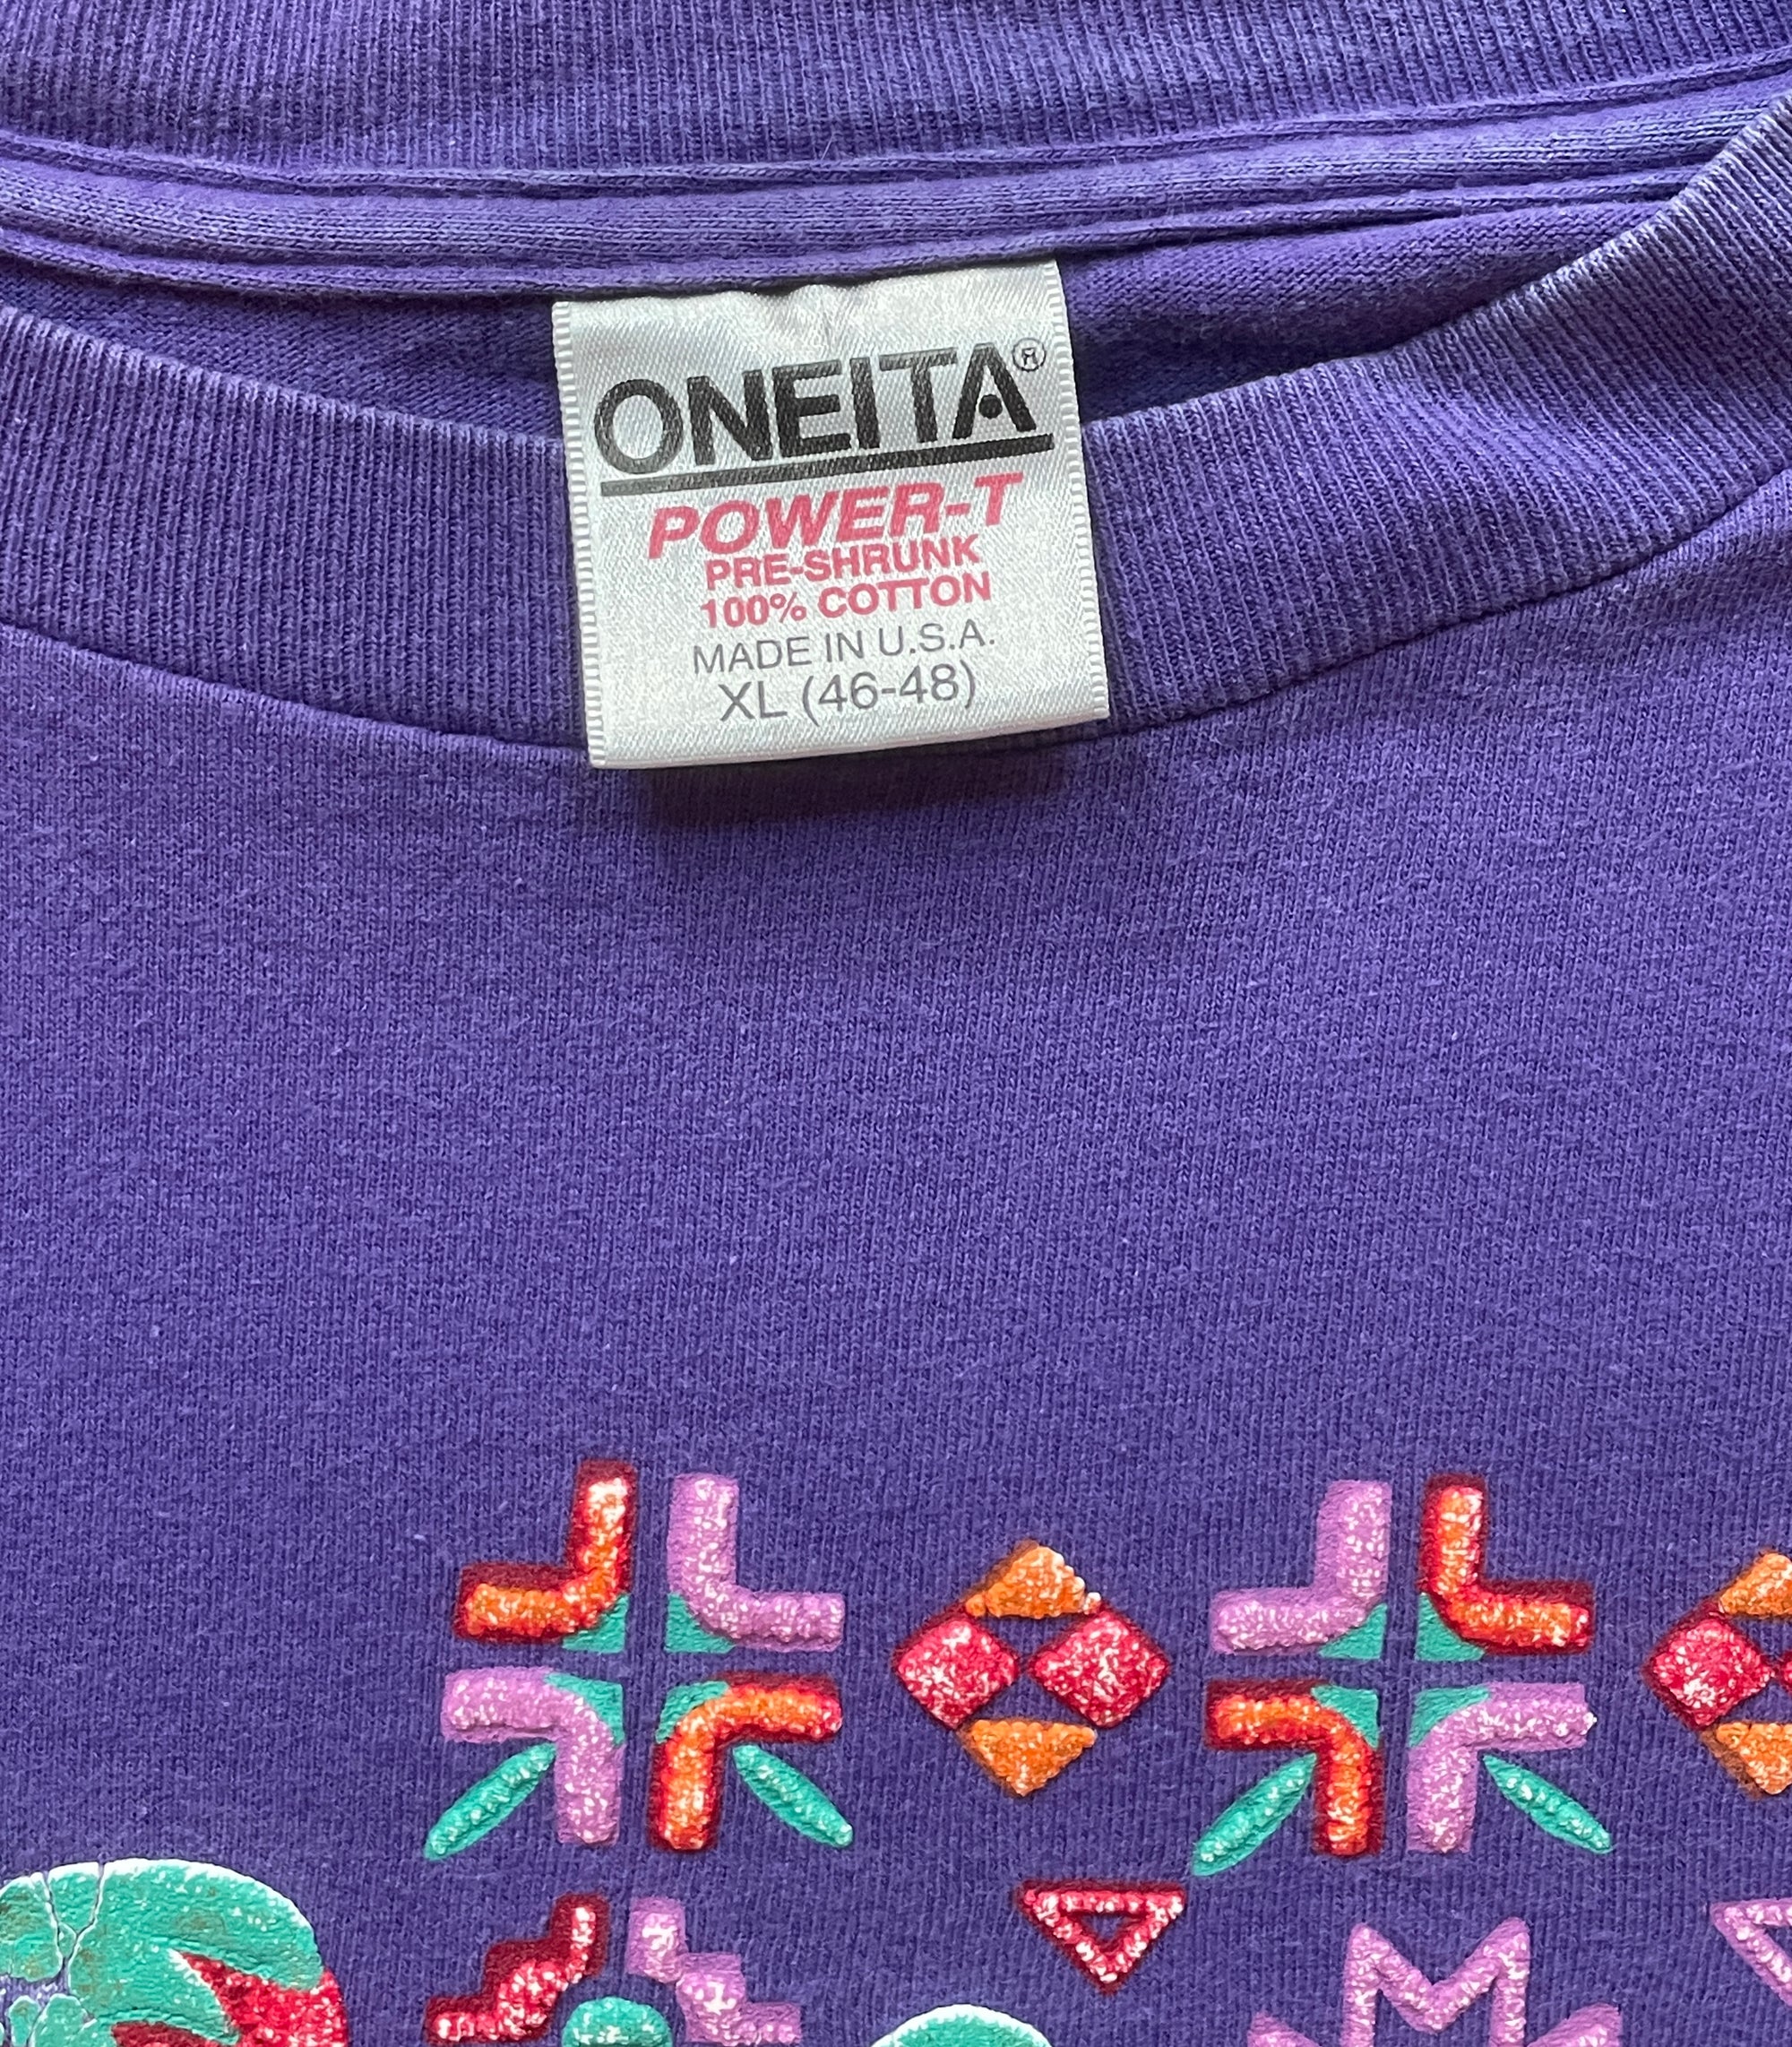 ONEITA®
POWER-T
PRE-SHRUNK
100% COTTON
MADE IN U.S.A.
XL (46-48)